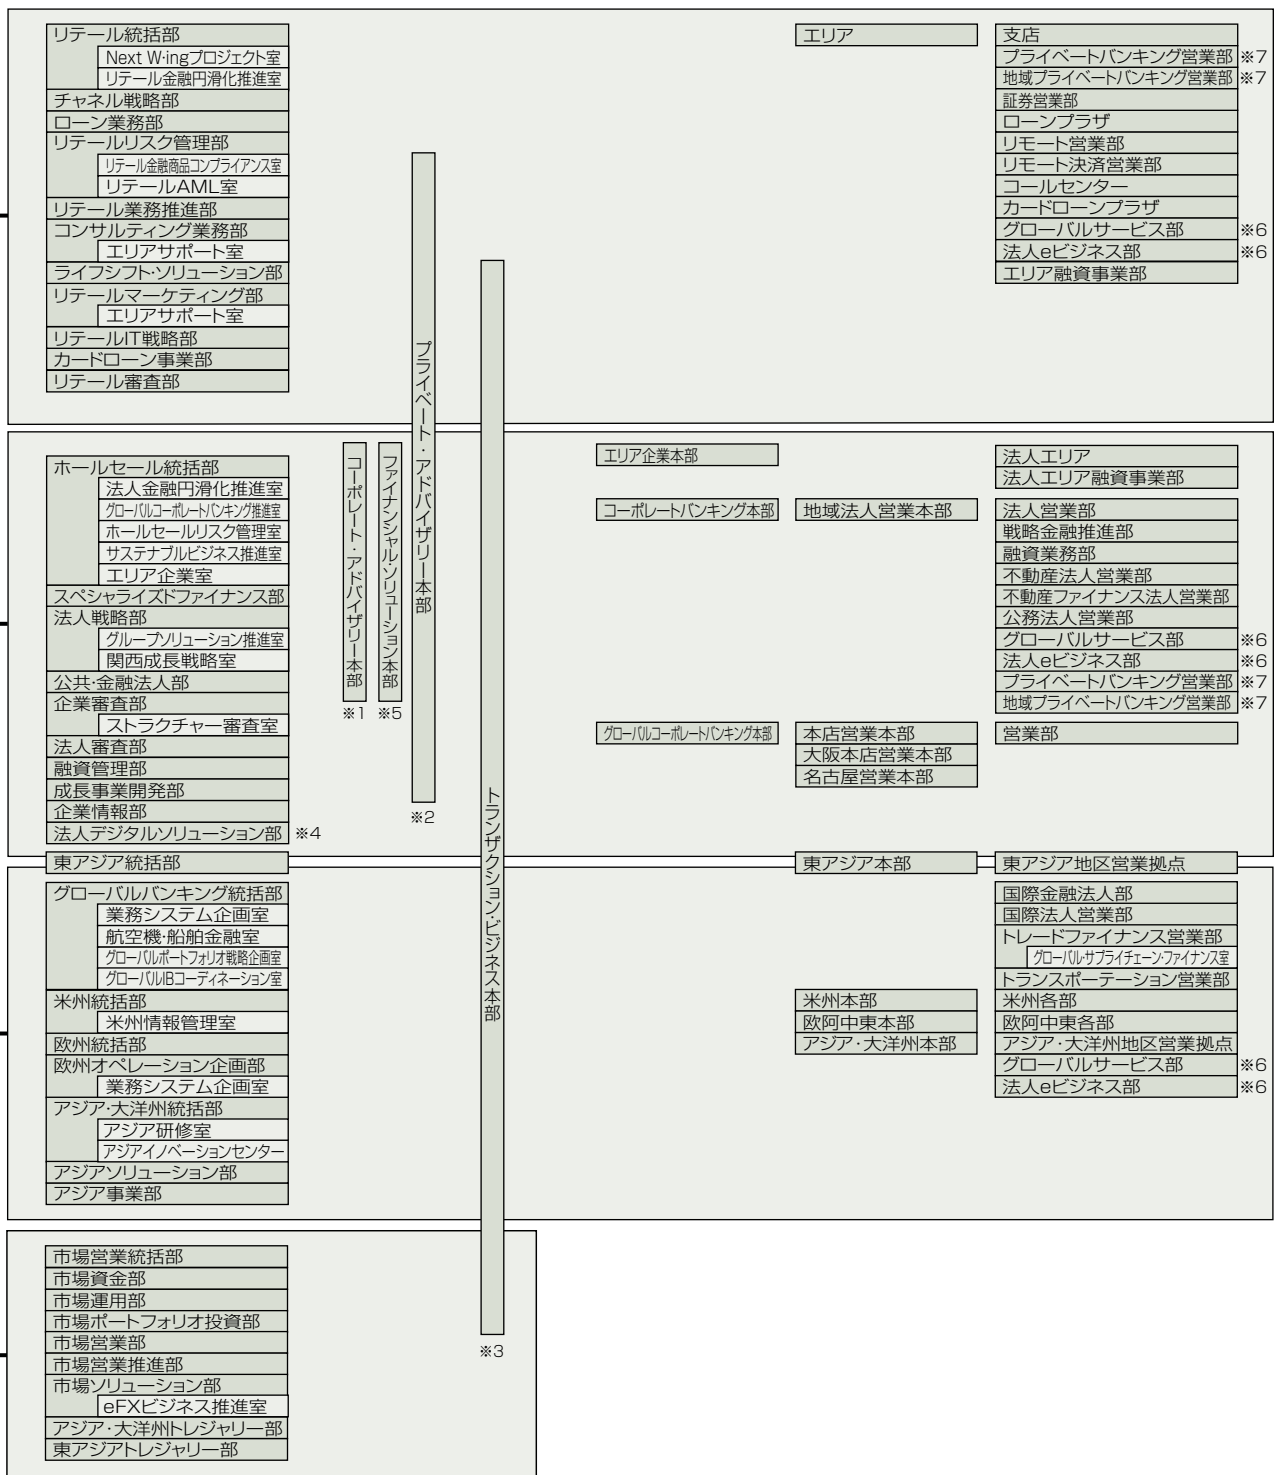 リテール統括部
Next W·ingプロジェクト室
リテール金融円滑化推進室
チャネル戦略部
ローン業務部
リテールリスク管理部
リテール金融商品コンプライアンス室
リテールAML室
リテール業務推進部
コンサルティング業務部
エリアサポート室
ライフシフト・ソリューション部
リテールマーケティング部
エリアサポート室
リテールIT戦略部
カードローン事業部
リテール審査部
エリア
支店
プライベートバンキング営業部 ※7
地域プライベートバンキング営業部 ※7
証券営業部
ローンプラザ
リモート営業部
リモート決済営業部
コールセンター
カードローンプラザ
グローバルサービス部 ※6
法人eビジネス部 ※6
エリア融資事業部
ホールセール統括部
法人金融円滑化推進室
グローバルコーポレートバンキング推進室
ホールセールリスク管理室
サステナブルビジネス推進室
エリア企業室
スペシャライズドファイナンス部
法人戦略部
グループソリューション推進室
関西成長戦略室
公共・金融法人部
企業審査部
ストラクチャー審査室
法人審査部
融資管理部
成長事業開発部
企業情報部
法人デジタルソリューション部 ※4
コーポレート・アドバイザリー本部
※1
ファイナンシャル・ソリューション本部
※5
プライベート・アドバイザリー本部
※2
トランザクション・ビジネス本部
※3
エリア企業本部
コーポレートバンキング本部
グローバルコーポレートバンキング本部
地域法人営業本部
本店営業本部
大阪本店営業本部
名古屋営業本部
法人エリア
法人エリア融資事業部
法人営業部
戦略金融推進部
融資業務部
不動産法人営業部
不動産ファイナンス法人営業部
公務法人営業部
グローバルサービス部 ※6
法人eビジネス部 ※6
プライベートバンキング営業部 ※7
地域プライベートバンキング営業部 ※7
営業部
東アジア統括部
東アジア本部
東アジア地区営業拠点
グローバルバンキング統括部
業務システム企画室
航空機・船舶金融室
グローバルポートフォリオ戦略企画室
グローバルIBコーディネーション室
米州統括部
米州情報管理室
欧州統括部
欧州オペレーション企画部
業務システム企画室
アジア・大洋州統括部
アジア研修室
アジアイノベーションセンター
アジアソリューション部
アジア事業部
米州本部
欧阿中東本部
アジア・大洋州本部
国際金融法人部
国際法人営業部
トレードファイナンス営業部
グローバル・サプライチェーン・ファイナンス室
トランスポーテーション営業部
米州各部
欧阿中東各部
アジア・大洋州地区営業拠点
グローバルサービス部 ※6
法人eビジネス部 ※6
市場営業統括部
市場資金部
市場運用部
市場ポートフォリオ投資部
市場営業部
市場営業推進部
市場ソリューション部
eFXビジネス推進室
アジア・大洋州トレジャリー部
東アジアトレジャリー部